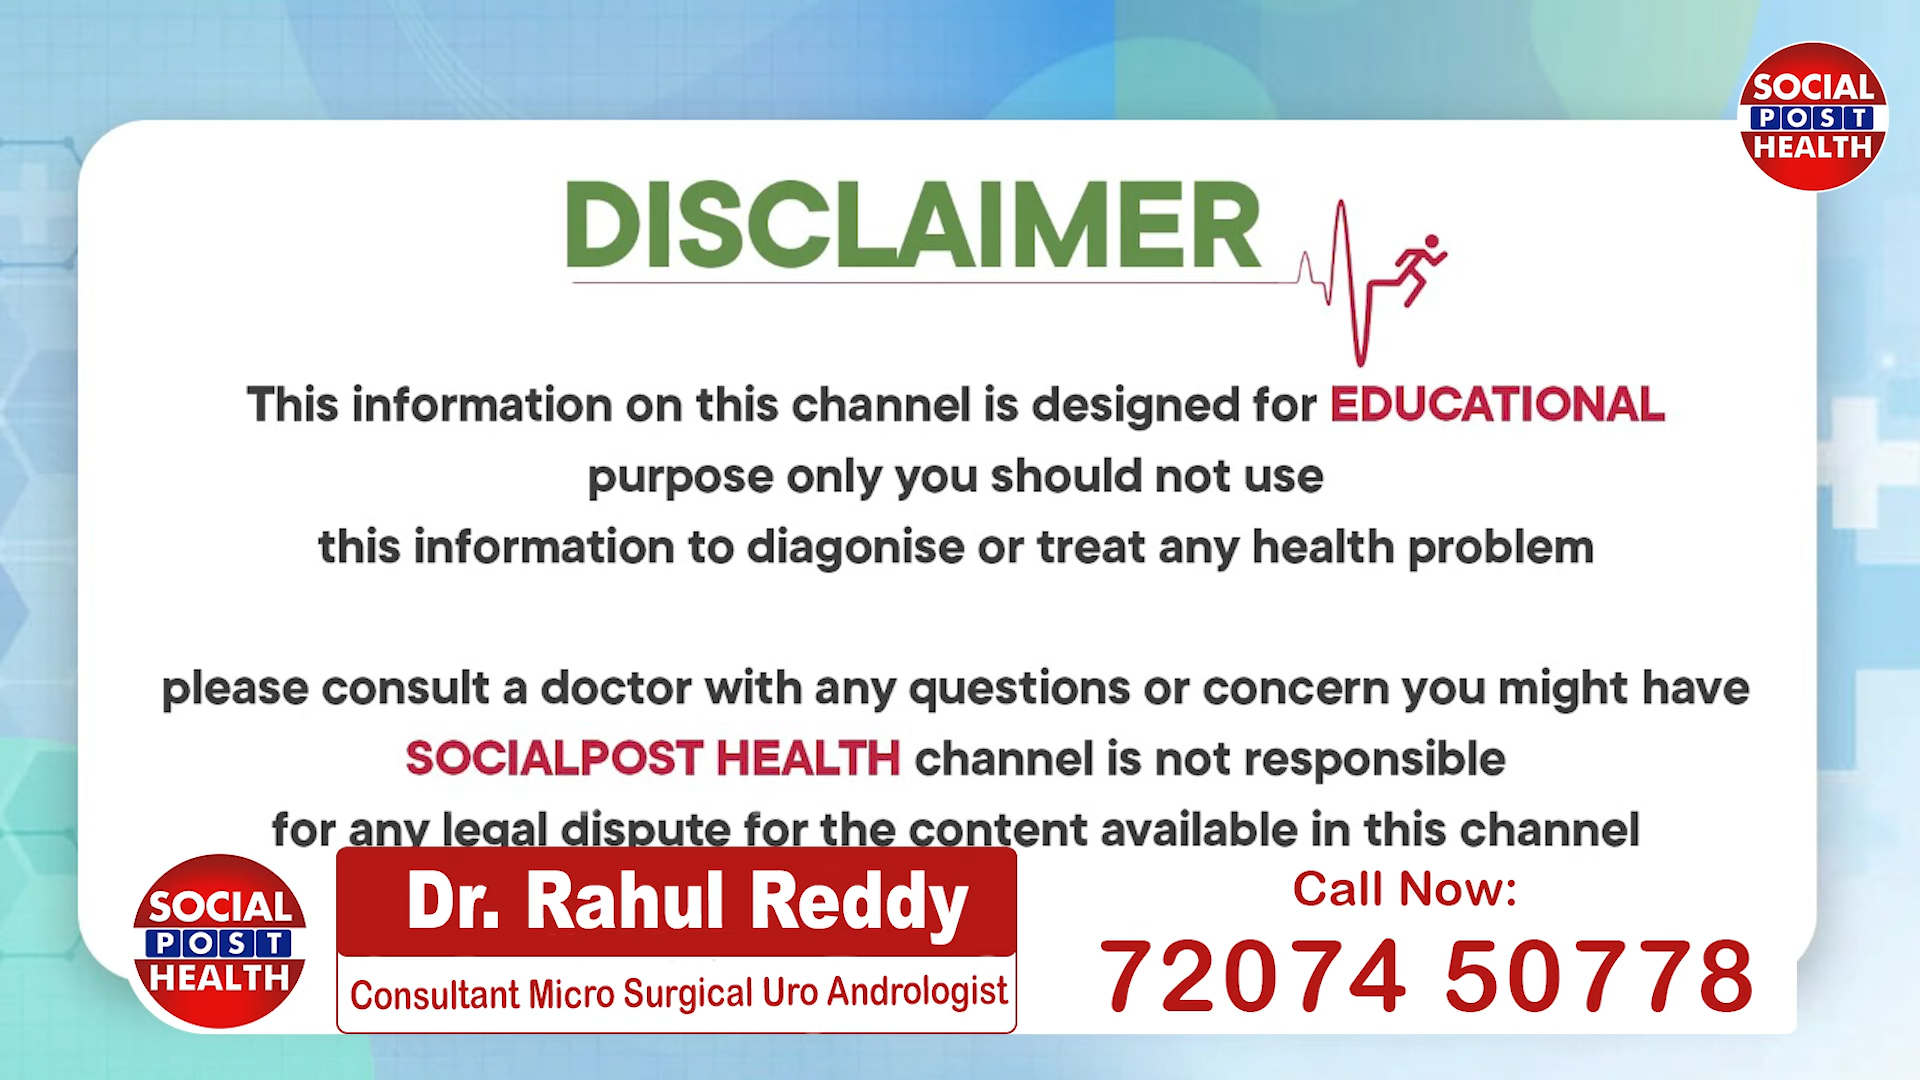 SOCIAL
POST
HEALTH
DISCLAIMER
This information on this channel is designed for EDUCATIONAL
purpose only you should not use
this information to diagonise or treat any health problem
please consult a doctor with any questions or concern you might have
SOCIALPOST HEALTH channel is not responsible
for any legal dispute for the content available in this channel
SOCIAL
POST
HEALTH
Dr. Rahul Reddy
Consultant Micro Surgical Uro Andrologist
Call Now:
72074 50778